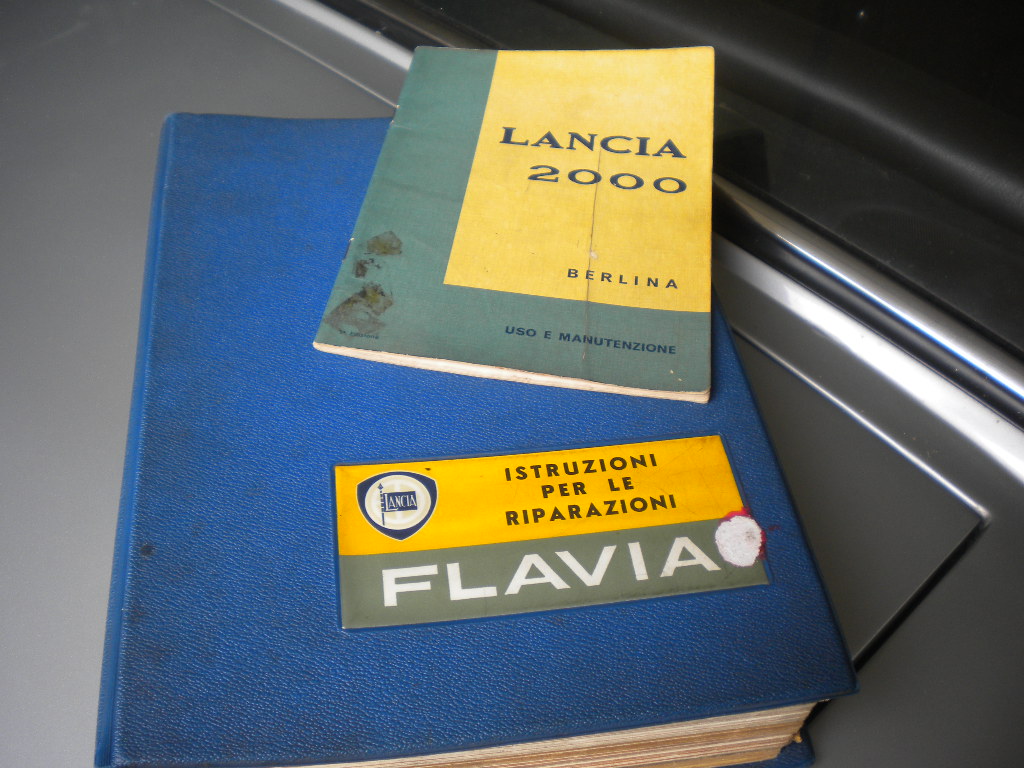 LANCIA
2000
BERLINA
USO E MANUTENZIONE
LANCIA
ISTRUZIONI
PER LE
RIPARAZIONI
FLAVIA